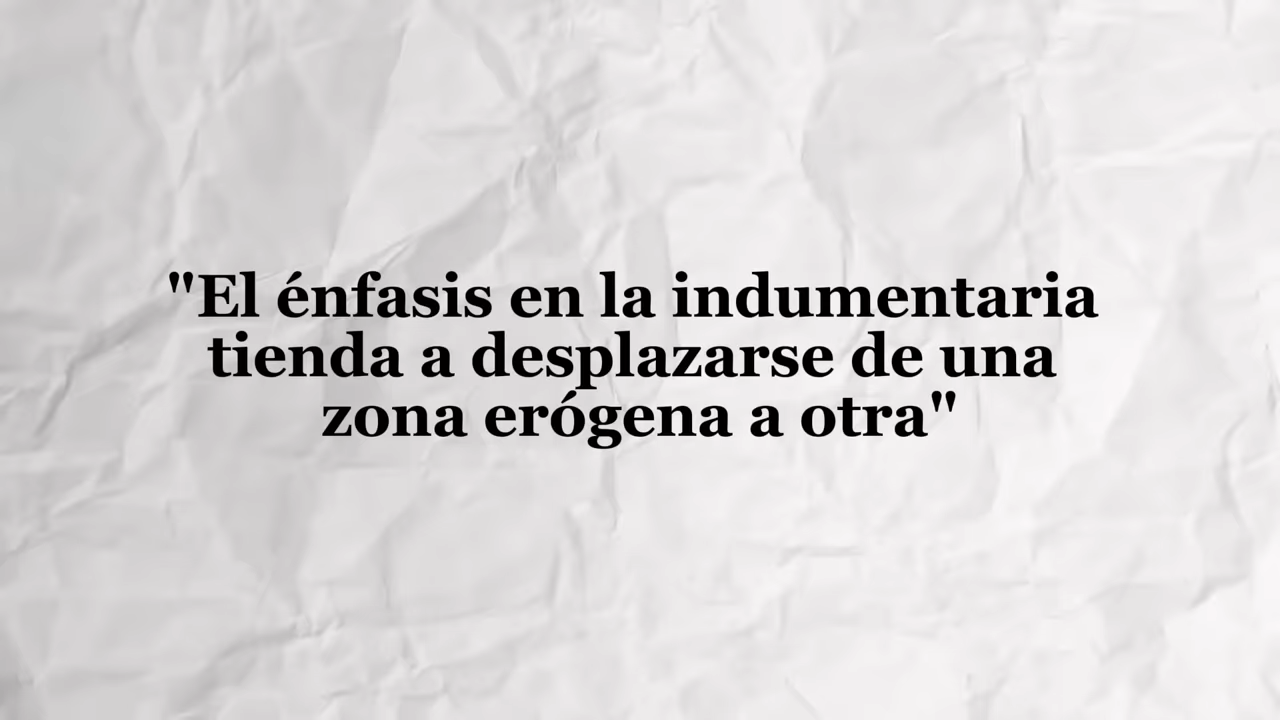 "El énfasis en la indumentaria
tienda a desplazarse de una
zona erógena a otra"